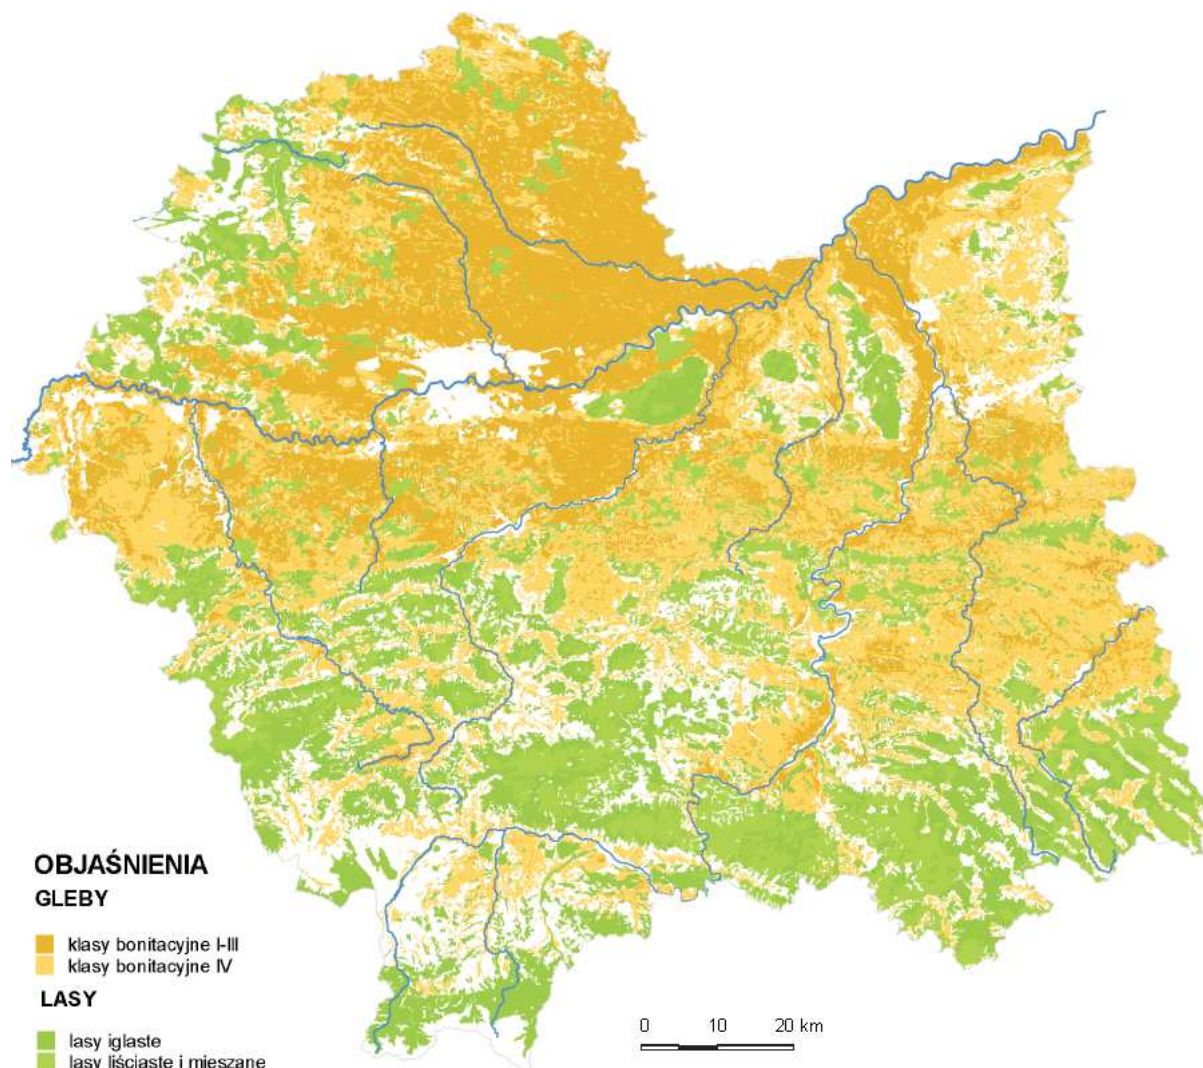 OBJAŚNIENIA
GLEBY
klasy bonitacyjne I-III
klasy bonitacyjne IV
LASY
lasy iglaste
lasy liściaste i mieszane
0 10 20 km